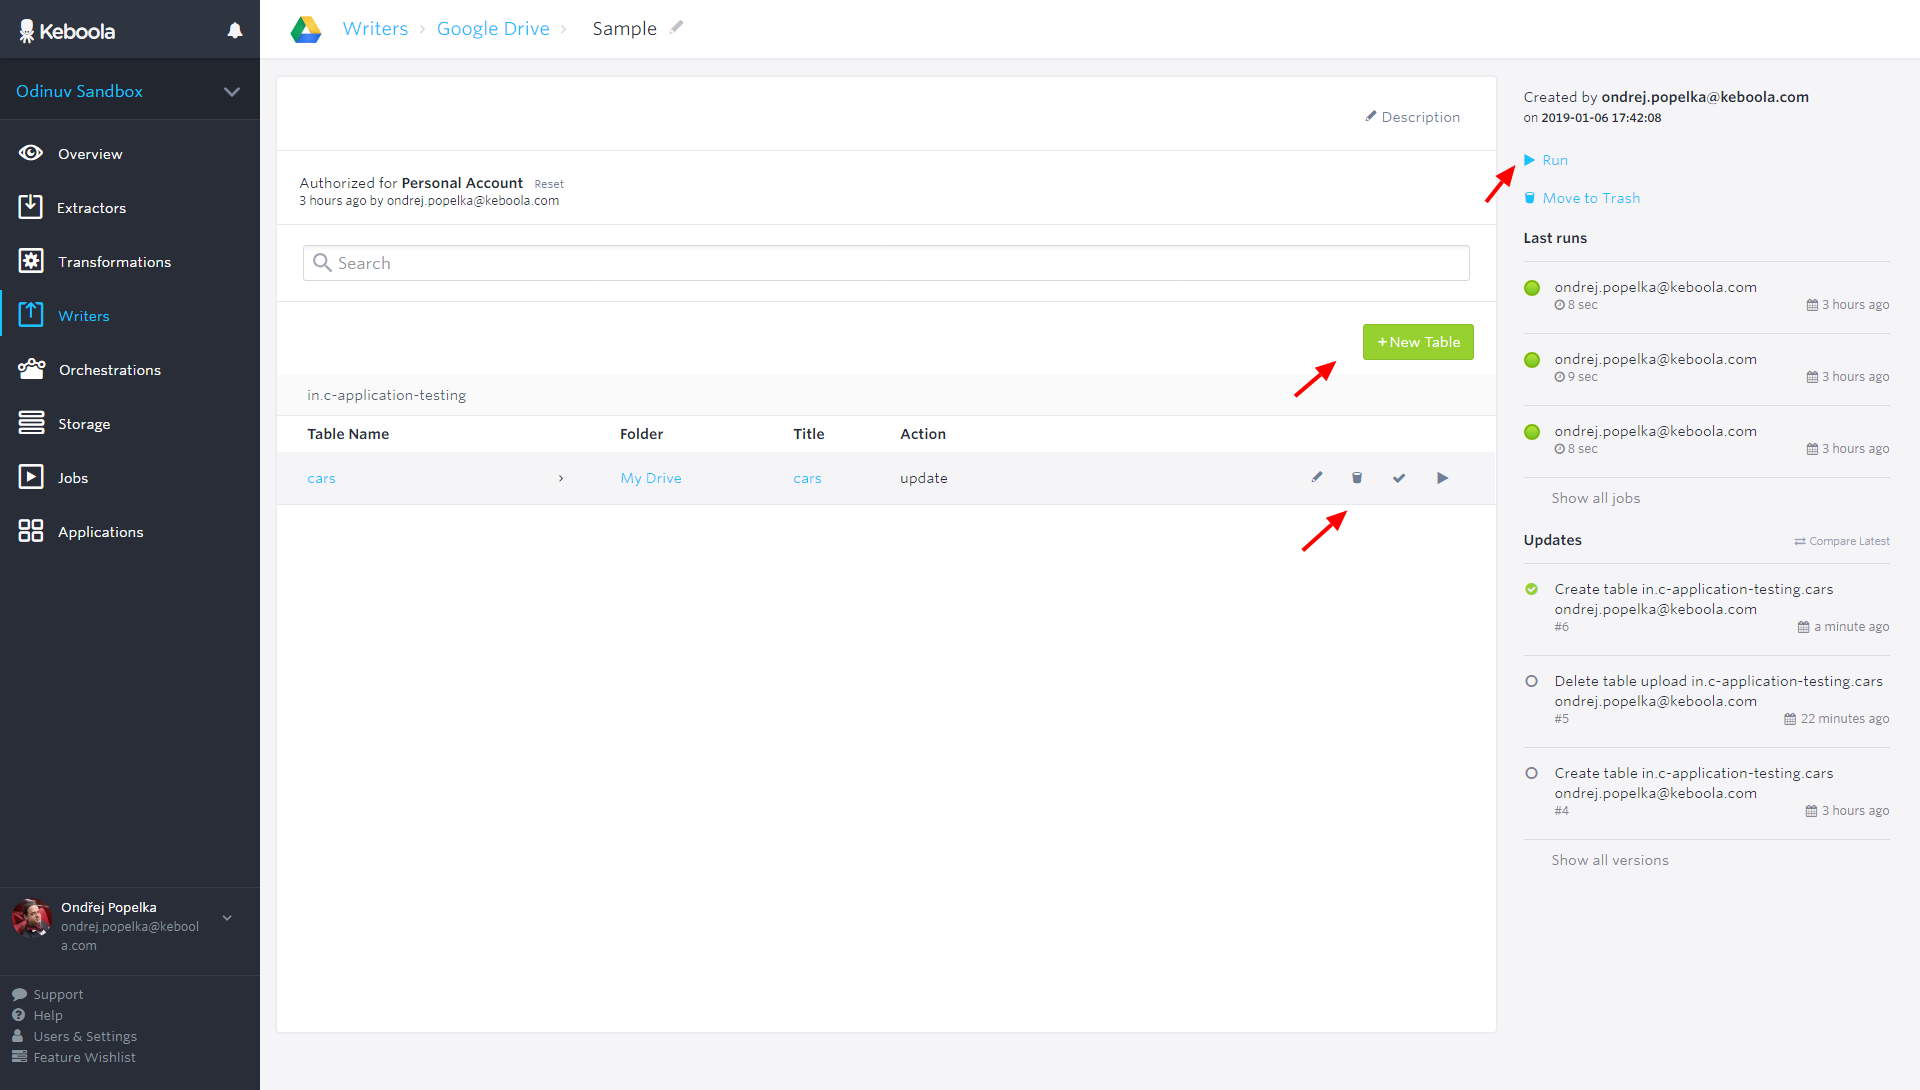 Keboola
Odinuv Sandbox
Overview
Extractors
Transformations
Writers
Orchestrations
Storage
Jobs
Applications
Ondřej Popelka
ondrej.popelka@kebool
a.com
Support
Help
Users & Settings
Feature Wishlist
Writers › Google Drive › Sample
Description
Authorized for Personal Account Reset
3 hours ago by ondrej.popelka@keboola.com
Search
+ New Table
in.c-application-testing
Table Name Folder Title Action
cars › My Drive cars update
Created by ondrej.popelka@keboola.com
on 2019-01-06 17:42:08
Run
Move to Trash
Last runs
ondrej.popelka@keboola.com
8 sec 3 hours ago
ondrej.popelka@keboola.com
9 sec 3 hours ago
ondrej.popelka@keboola.com
8 sec 3 hours ago
Show all jobs
Updates Compare Latest
Create table in.c-application-testing.cars
ondrej.popelka@keboola.com
#6 a minute ago
Delete table upload in.c-application-testing.cars
ondrej.popelka@keboola.com
#5 22 minutes ago
Create table in.c-application-testing.cars
ondrej.popelka@keboola.com
#4 3 hours ago
Show all versions